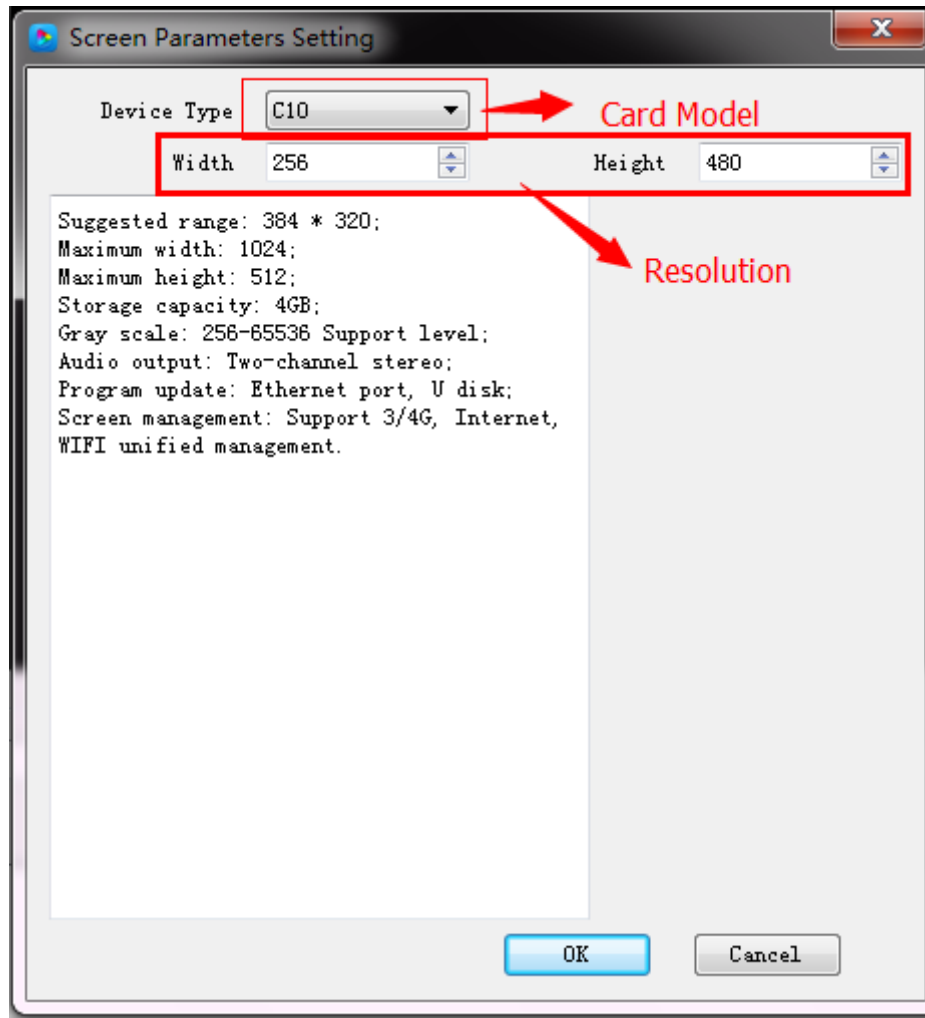 Screen Parameters Setting
Device Type C10 Card Model
Width 256 Height 480
Resolution
Suggested range: 384 * 320;
Maximum width: 1024;
Maximum height: 512;
Storage capacity: 4GB;
Gray scale: 256-65536 Support level;
Audio output: Two-channel stereo;
Program update: Ethernet port, U disk;
Screen management: Support 3/4G, Internet,
WIFI unified management.
OK Cancel